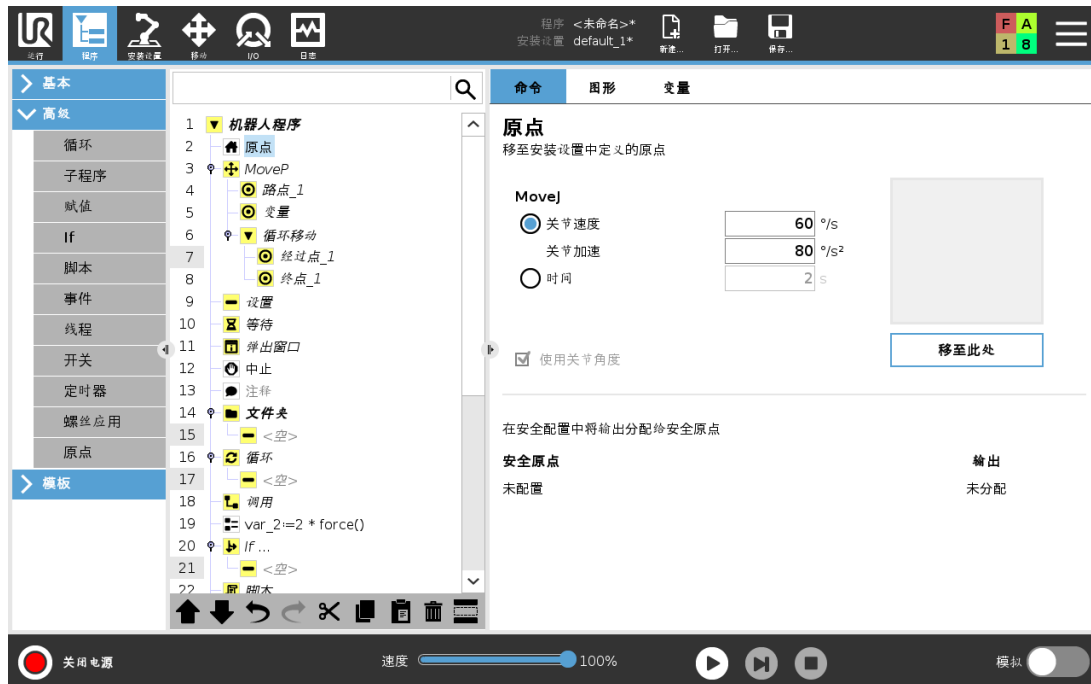 UR
程序 <未命名>*
安装设置 default_1*
F A
1 8
运行 程序 安装设置 移动 I/O 日志 新建... 打开... 保存...
基本
高级
循环
子程序
赋值
If
脚本
事件
线程
开关
定时器
螺丝应用
原点
模板
1 机器人程序
2 原点
3 MoveP
4 路点_1
5 变量
6 循环移动
7 经过点_1
8 终点_1
9 设置
10 等待
11 弹出窗口
12 中止
13 注释
14 文件夹
15 <空>
16 循环
17 <空>
18 调用
19 var_2≔2 * force()
20 If ...
21 <空>
22 脚本
命令 图形 变量
原点
移至安装设置中定义的原点
MoveJ
关节速度 60 °/s
关节加速 80 °/s²
时间 2 s
移至此处
使用关节角度
在安全配置中将输出分配给安全原点
安全原点 输出
未配置 未分配
关闭电源
速度 100%
模拟